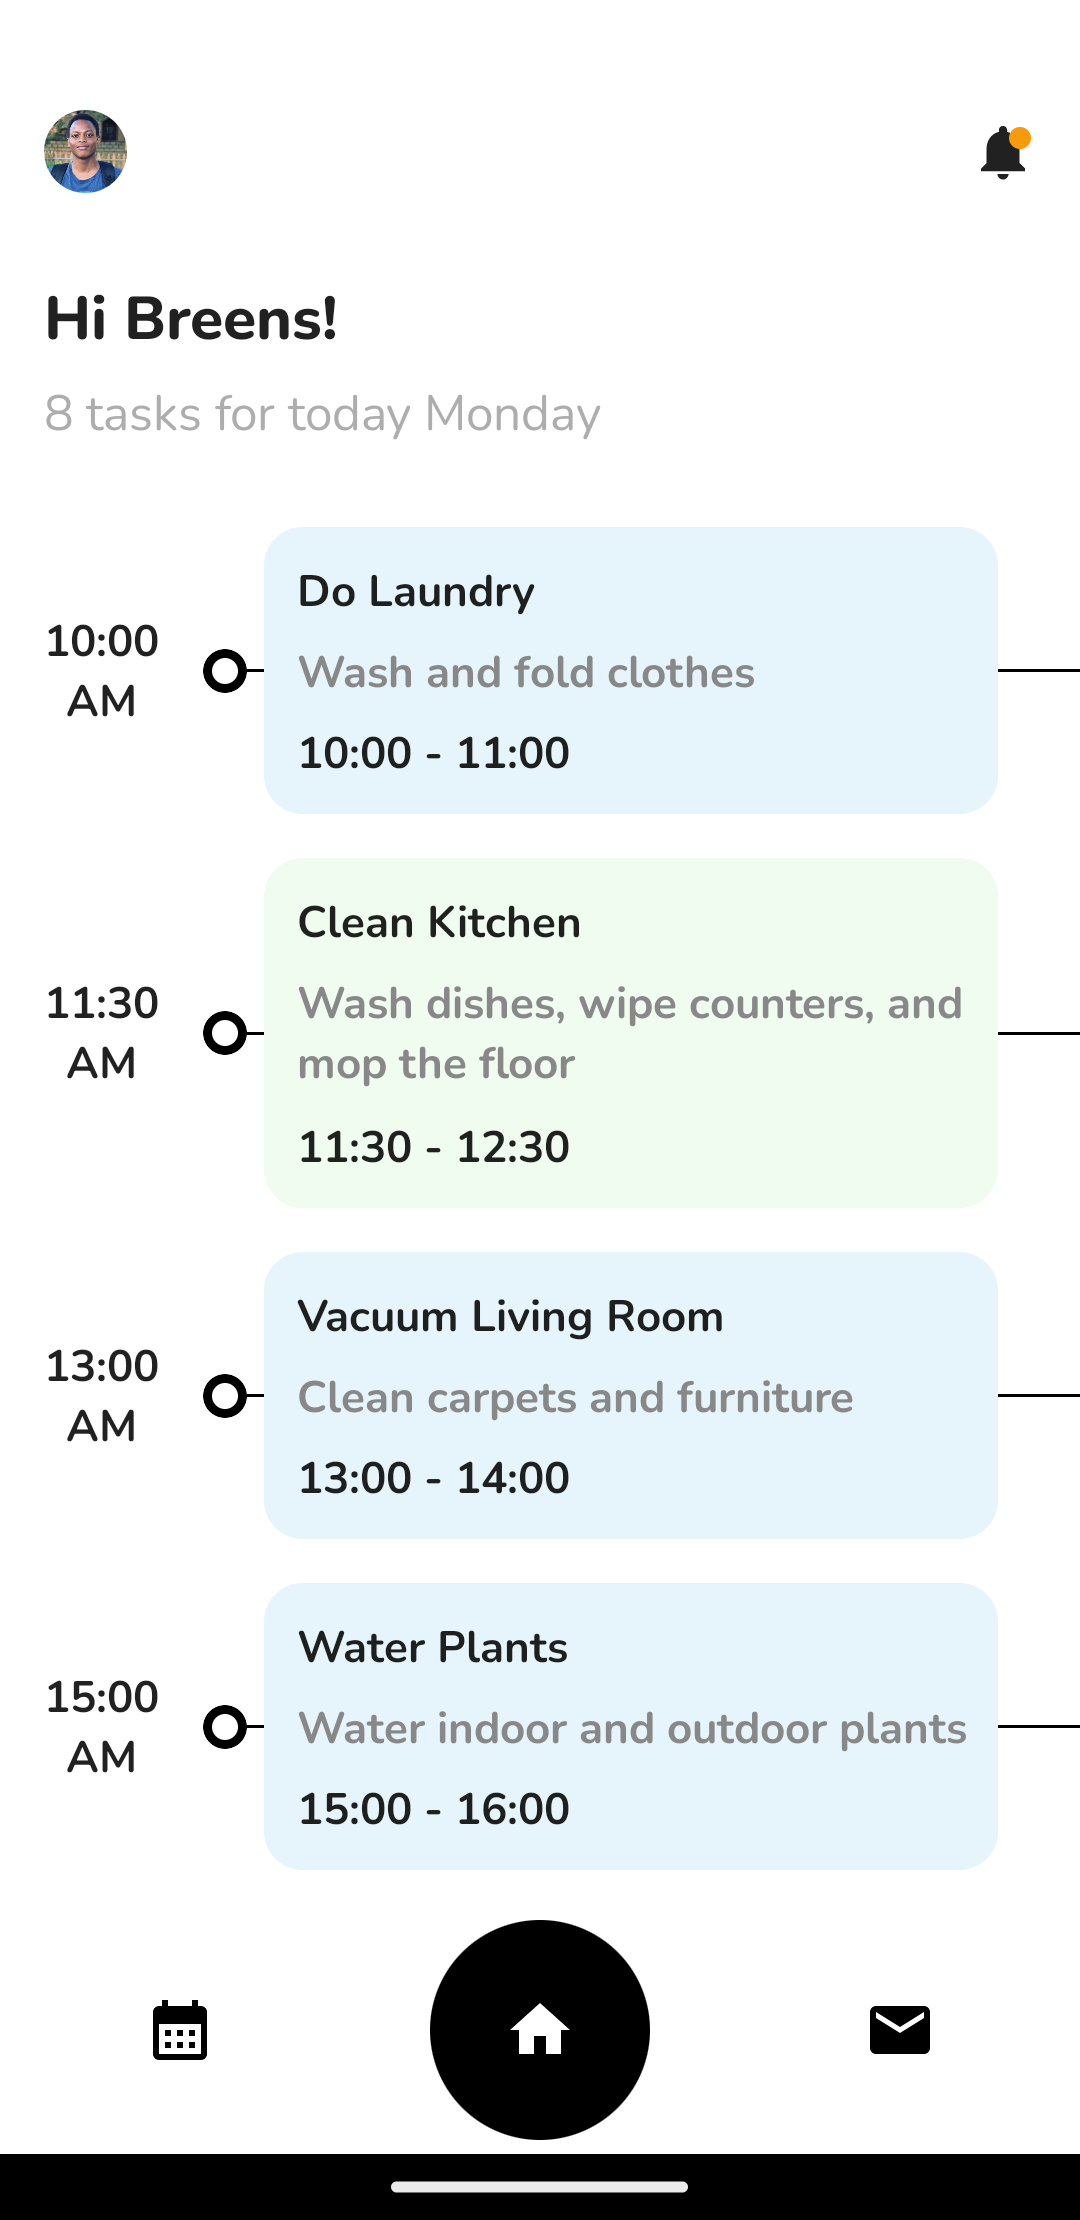 Hi Breens!
8 tasks for today Monday
10:00
AM
Do Laundry
Wash and fold clothes
10:00 - 11:00
11:30
AM
Clean Kitchen
Wash dishes, wipe counters, and
mop the floor
11:30 - 12:30
13:00
AM
Vacuum Living Room
Clean carpets and furniture
13:00 - 14:00
15:00
AM
Water Plants
Water indoor and outdoor plants
15:00 - 16:00